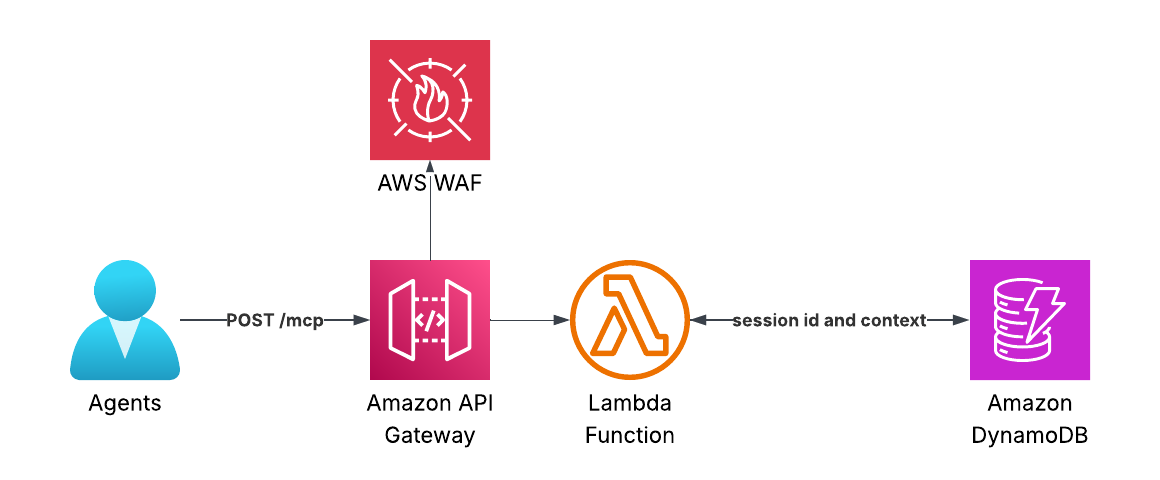 AWS WAF
POST /mcp
</>
session id and context
Agents
Amazon API
Gateway
Lambda
Function
Amazon
DynamoDB